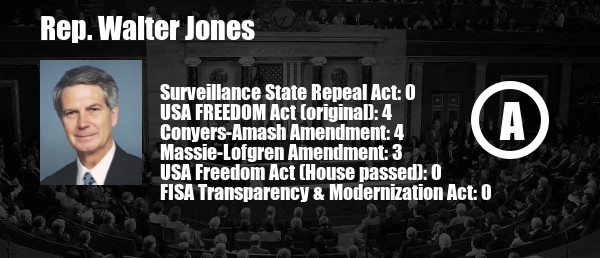 Rep. Walter Jones
Surveillance State Repeal Act: 0
USA FREEDOM Act (original): 4
Conyers-Amash Amendment: 4
Massie-Lofgren Amendment: 3
USA Freedom Act (House passed): 0
FISA Transparency & Modernization Act: 0
A